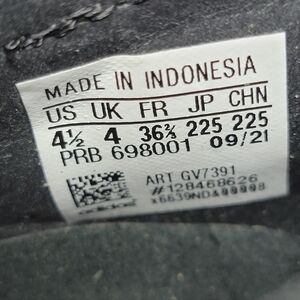 MADE IN INDONESIA
US UK FR JP CHN
4½ 4 36⅔ 225 225
PRB 698001 09/21
ART GV7391
#128468626
adidas